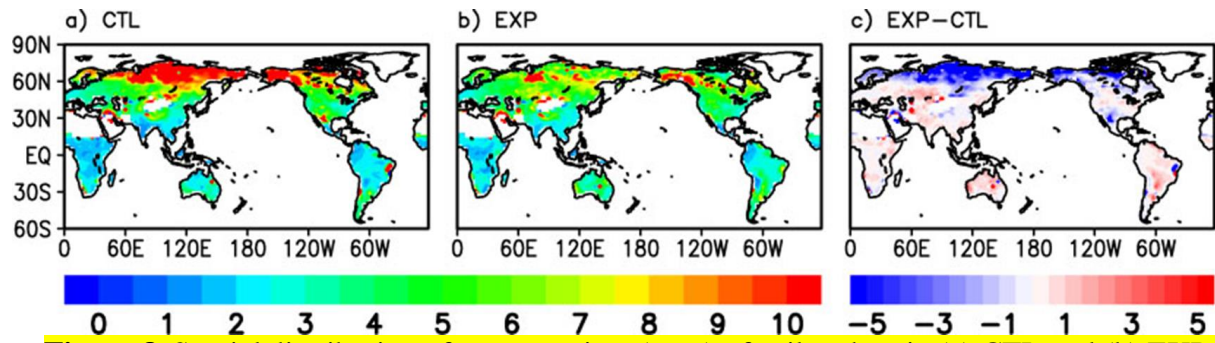 a) CTL b) EXP c) EXP−CTL
90N
60N
30N
EQ
30S
60S
0 60E 120E 180 120W 60W 0 60E 120E 180 120W 60W 0 60E 120E 180 120W 60W
0 1 2 3 4 5 6 7 8 9 10 −5 −3 −1 1 3 5